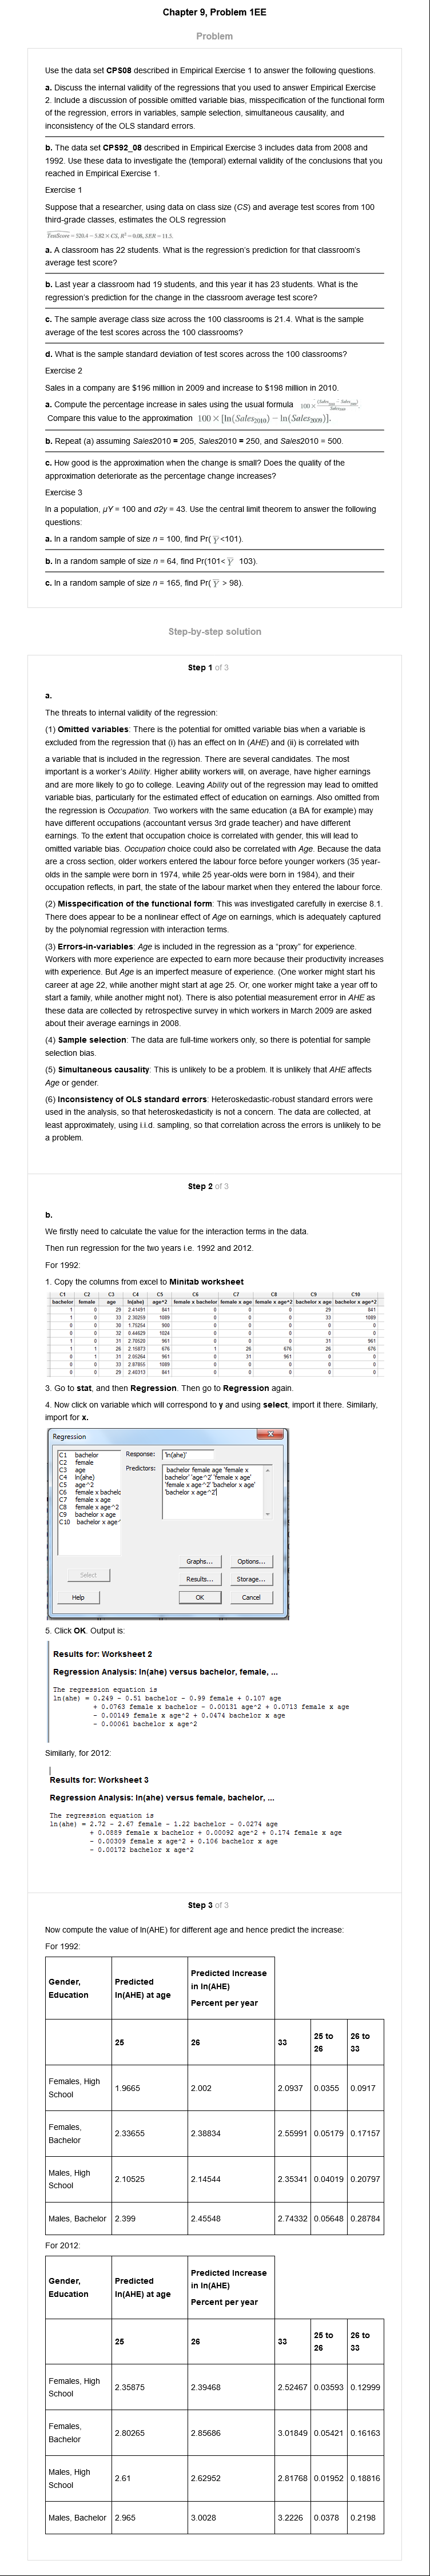 Chapter 9, Problem 1EE
Problem
Use the data set CPS08 described in Empirical Exercise 1 to answer the following questions.
a. Discuss the internal validity of the regressions that you used to answer Empirical Exercise
2. Include a discussion of possible omitted variable bias, misspecification of the functional form
of the regression, errors in variables, sample selection, simultaneous causality, and
inconsistency of the OLS standard errors.
b. The data set CPS92_08 described in Empirical Exercise 3 includes data from 2008 and
1992. Use these data to investigate the (temporal) external validity of the conclusions that you
reached in Empirical Exercise 1.
Exercise 1
Suppose that a researcher, using data on class size (CS) and average test scores from 100
third-grade classes, estimates the OLS regression
TestScore = 520.4 − 5.82 × CS, R² = 0.08, SER = 11.5.
a. A classroom has 22 students. What is the regression's prediction for that classroom's
average test score?
b. Last year a classroom had 19 students, and this year it has 23 students. What is the
regression's prediction for the change in the classroom average test score?
c. The sample average class size across the 100 classrooms is 21.4. What is the sample
average of the test scores across the 100 classrooms?
d. What is the sample standard deviation of test scores across the 100 classrooms?
Exercise 2
Sales in a company are $196 million in 2009 and increase to $198 million in 2010.
a. Compute the percentage increase in sales using the usual formula 100 × (Sales2010 − Sales2009) / Sales2009.
Compare this value to the approximation 100 × [ln(Sales2010) − ln(Sales2009)].
b. Repeat (a) assuming Sales2010 = 205, Sales2010 = 250, and Sales2010 = 500.
c. How good is the approximation when the change is small? Does the quality of the
approximation deteriorate as the percentage change increases?
Exercise 3
In a population, μY = 100 and σ2y = 43. Use the central limit theorem to answer the following
questions:
a. In a random sample of size n = 100, find Pr(Y̅ <101).
b. In a random sample of size n = 64, find Pr(101< Y̅ 103).
c. In a random sample of size n = 165, find Pr(Y̅ > 98).
Step-by-step solution
Step 1 of 3
a.
The threats to internal validity of the regression:
(1) Omitted variables: There is the potential for omitted variable bias when a variable is
excluded from the regression that (i) has an effect on ln (AHE) and (ii) is correlated with
a variable that is included in the regression. There are several candidates. The most
important is a worker's Ability. Higher ability workers will, on average, have higher earnings
and are more likely to go to college. Leaving Ability out of the regression may lead to omitted
variable bias, particularly for the estimated effect of education on earnings. Also omitted from
the regression is Occupation. Two workers with the same education (a BA for example) may
have different occupations (accountant versus 3rd grade teacher) and have different
earnings. To the extent that occupation choice is correlated with gender, this will lead to
omitted variable bias. Occupation choice could also be correlated with Age. Because the data
are a cross section, older workers entered the labour force before younger workers (35 year-
olds in the sample were born in 1974, while 25 year-olds were born in 1984), and their
occupation reflects, in part, the state of the labour market when they entered the labour force.
(2) Misspecification of the functional form: This was investigated carefully in exercise 8.1.
There does appear to be a nonlinear effect of Age on earnings, which is adequately captured
by the polynomial regression with interaction terms.
(3) Errors-in-variables: Age is included in the regression as a "proxy" for experience.
Workers with more experience are expected to earn more because their productivity increases
with experience. But Age is an imperfect measure of experience. (One worker might start his
career at age 22, while another might start at age 25. Or, one worker might take a year off to
start a family, while another might not). There is also potential measurement error in AHE as
these data are collected by retrospective survey in which workers in March 2009 are asked
about their average earnings in 2008.
(4) Sample selection: The data are full-time workers only, so there is potential for sample
selection bias.
(5) Simultaneous causality: This is unlikely to be a problem. It is unlikely that AHE affects
Age or gender.
(6) Inconsistency of OLS standard errors: Heteroskedastic-robust standard errors were
used in the analysis, so that heteroskedasticity is not a concern. The data are collected, at
least approximately, using i.i.d. sampling, so that correlation across the errors is unlikely to be
a problem.
Step 2 of 3
b.
We firstly need to calculate the value for the interaction terms in the data.
Then run regression for the two years i.e. 1992 and 2012.
For 1992:
1. Copy the columns from excel to Minitab worksheet
C1 C2 C3 C4 C5 C6 C7 C8 C9 C10
bachelor female age ln(ahe) age^2 female x bachelor female x age female x age^2 bachelor x age bachelor x age^2
1 0 29 2.41491 841 0 0 0 29 841
1 0 33 2.30259 1089 0 0 0 33 1089
0 0 30 1.75254 900 0 0 0 0 0
0 0 32 0.44629 1024 0 0 0 0 0
1 0 31 2.70520 961 0 0 0 31 961
1 1 26 2.15873 676 1 26 676 26 676
0 1 31 2.05264 961 0 31 961 0 0
0 0 33 2.87855 1089 0 0 0 0 0
0 0 29 2.40313 841 0 0 0 0 0
3. Go to stat, and then Regression. Then go to Regression again.
4. Now click on variable which will correspond to y and using select, import it there. Similarly,
import for x.
Regression
C1 bachelor
C2 female
C3 age
C4 ln(ahe)
C5 age^2
C6 female x bachelc
C7 female x age
C8 female x age^2
C9 bachelor x age
C10 bachelor x age^
Response: 'ln(ahe)'
Predictors: bachelor female age 'female x
bachelor' 'age^2' 'female x age'
'female x age^2' 'bachelor x age'
'bachelor x age^2'
Graphs... Options...
Select Results... Storage...
Help OK Cancel
5. Click OK. Output is:
Results for: Worksheet 2
Regression Analysis: ln(ahe) versus bachelor, female, ...
The regression equation is
ln(ahe) = 0.249 - 0.51 bachelor - 0.99 female + 0.107 age
+ 0.0763 female x bachelor - 0.00131 age^2 + 0.0713 female x age
- 0.00149 female x age^2 + 0.0474 bachelor x age
- 0.00061 bachelor x age^2
Similarly, for 2012:
Results for: Worksheet 3
Regression Analysis: ln(ahe) versus female, bachelor, ...
The regression equation is
ln(ahe) = 2.72 - 2.67 female - 1.22 bachelor - 0.0274 age
+ 0.0889 female x bachelor + 0.00092 age^2 + 0.174 female x age
- 0.00309 female x age^2 + 0.106 bachelor x age
- 0.00172 bachelor x age^2
Step 3 of 3
Now compute the value of ln(AHE) for different age and hence predict the increase:
For 1992:
Gender, Education
Predicted ln(AHE) at age
Predicted Increase in ln(AHE)
Percent per year
25 26 33 25 to 26 26 to 33
Females, High School 1.9665 2.002 2.0937 0.0355 0.0917
Females, Bachelor 2.33655 2.38834 2.55991 0.05179 0.17157
Males, High School 2.10525 2.14544 2.35341 0.04019 0.20797
Males, Bachelor 2.399 2.45548 2.74332 0.05648 0.28784
For 2012:
Gender, Education
Predicted ln(AHE) at age
Predicted Increase in ln(AHE)
Percent per year
25 26 33 25 to 26 26 to 33
Females, High School 2.35875 2.39468 2.52467 0.03593 0.12999
Females, Bachelor 2.80265 2.85686 3.01849 0.05421 0.16163
Males, High School 2.61 2.62952 2.81768 0.01952 0.18816
Males, Bachelor 2.965 3.0028 3.2226 0.0378 0.2198